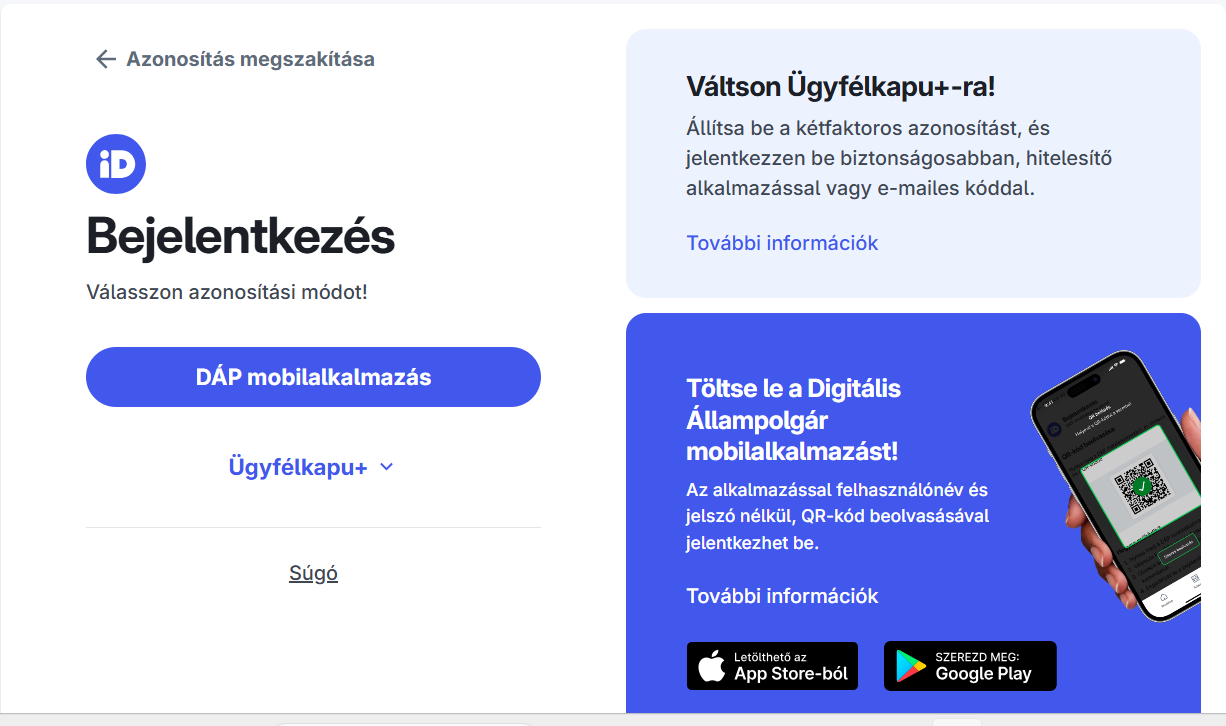 Azonosítás megszakítása
iD
Bejelentkezés
Válasszon azonosítási módot!
DÁP mobilalkalmazás
Ügyfélkapu+
Súgó
Váltson Ügyfélkapu+-ra!
Állítsa be a kétfaktoros azonosítást, és
jelentkezzen be biztonságosabban, hitelesítő
alkalmazással vagy e-mailes kóddal.
További információk
Töltse le a Digitális
Állampolgár
mobilalkalmazást!
Az alkalmazással felhasználónév és
jelszó nélkül, QR-kód beolvasásával
jelentkezhet be.
További információk
Letölthető az
App Store-ból
SZEREZD MEG:
Google Play